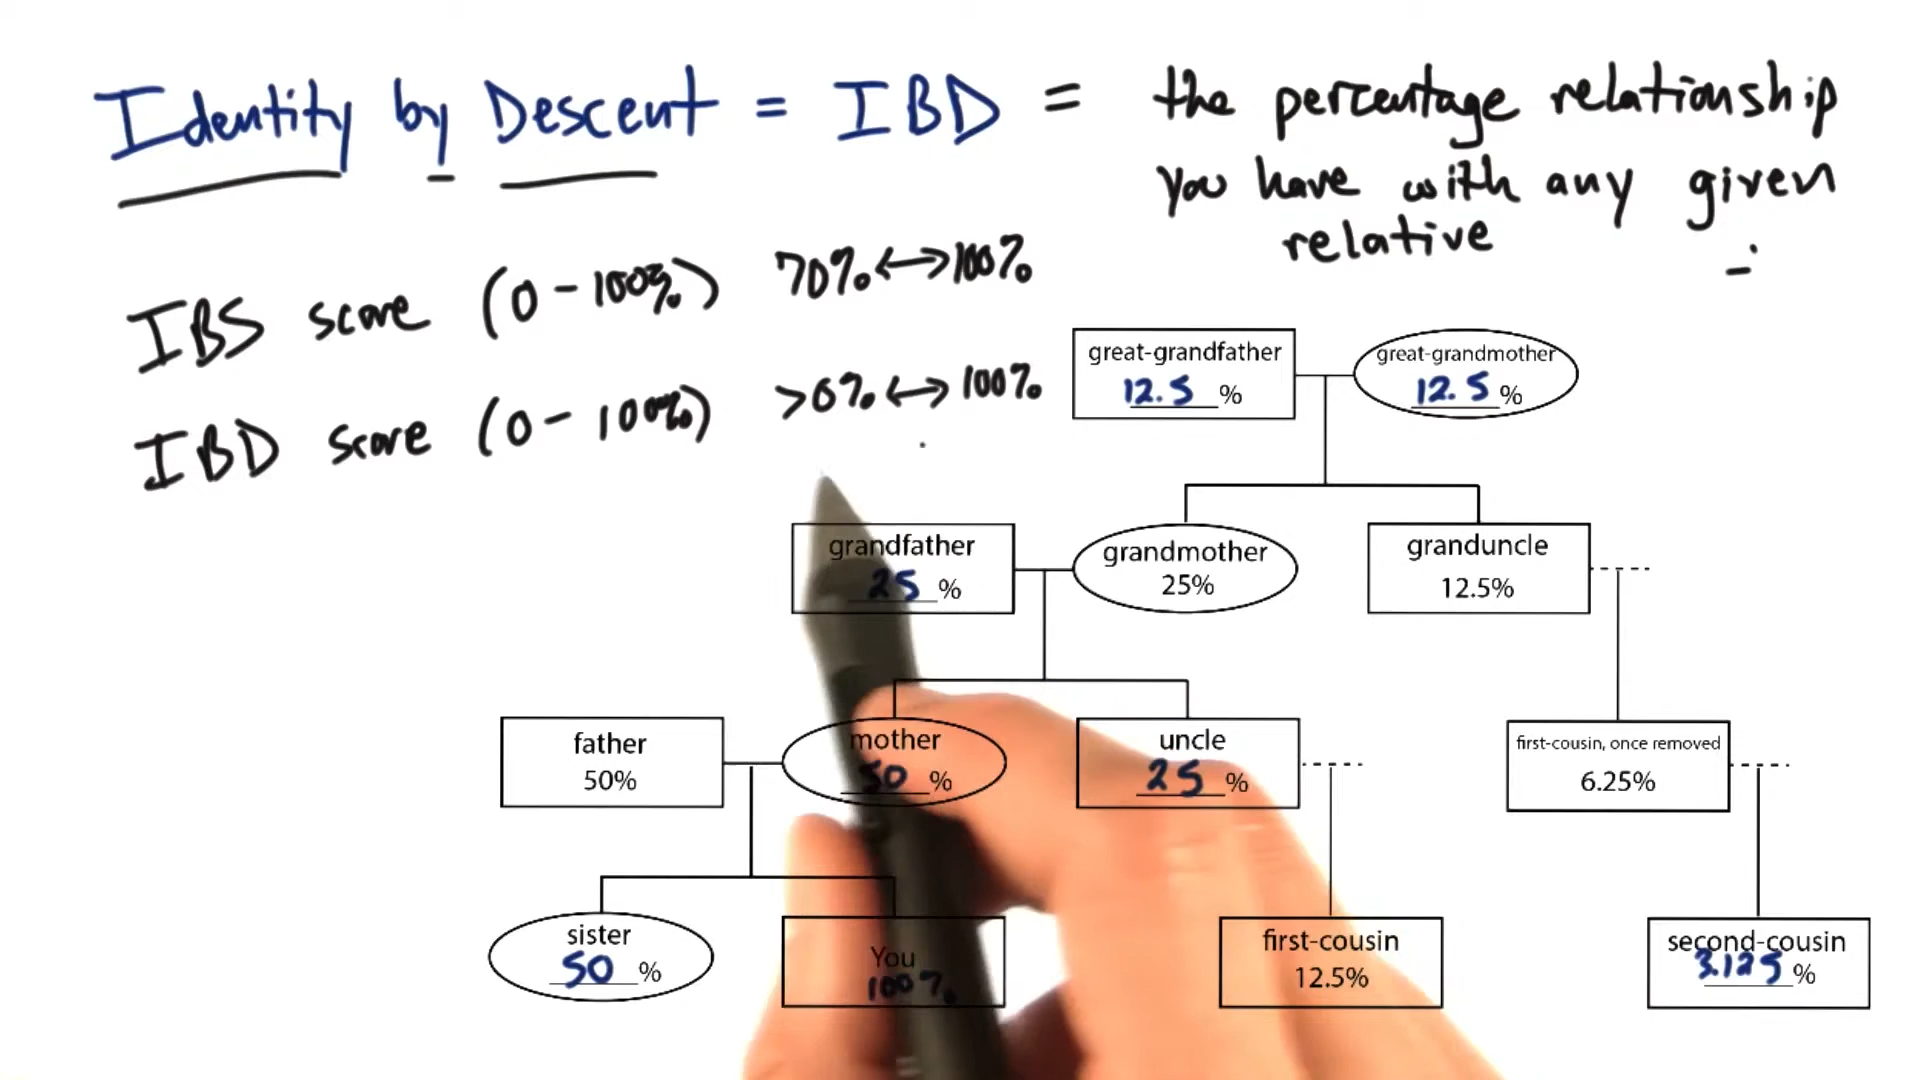 Identity by Descent = IBD = the percentage relationship
you have with any given
relative
IBS score (0-100%) 70%↔100%
IBD score (0-100%) >0%↔100%
great-grandfather
12.5 %
great-grandmother
12.5 %
grandfather
25 %
grandmother
25%
granduncle
12.5%
father
50%
mother
50 %
uncle
25 %
first-cousin, once removed
6.25%
sister
50 %
You
100%
first-cousin
12.5%
second-cousin
3.125 %